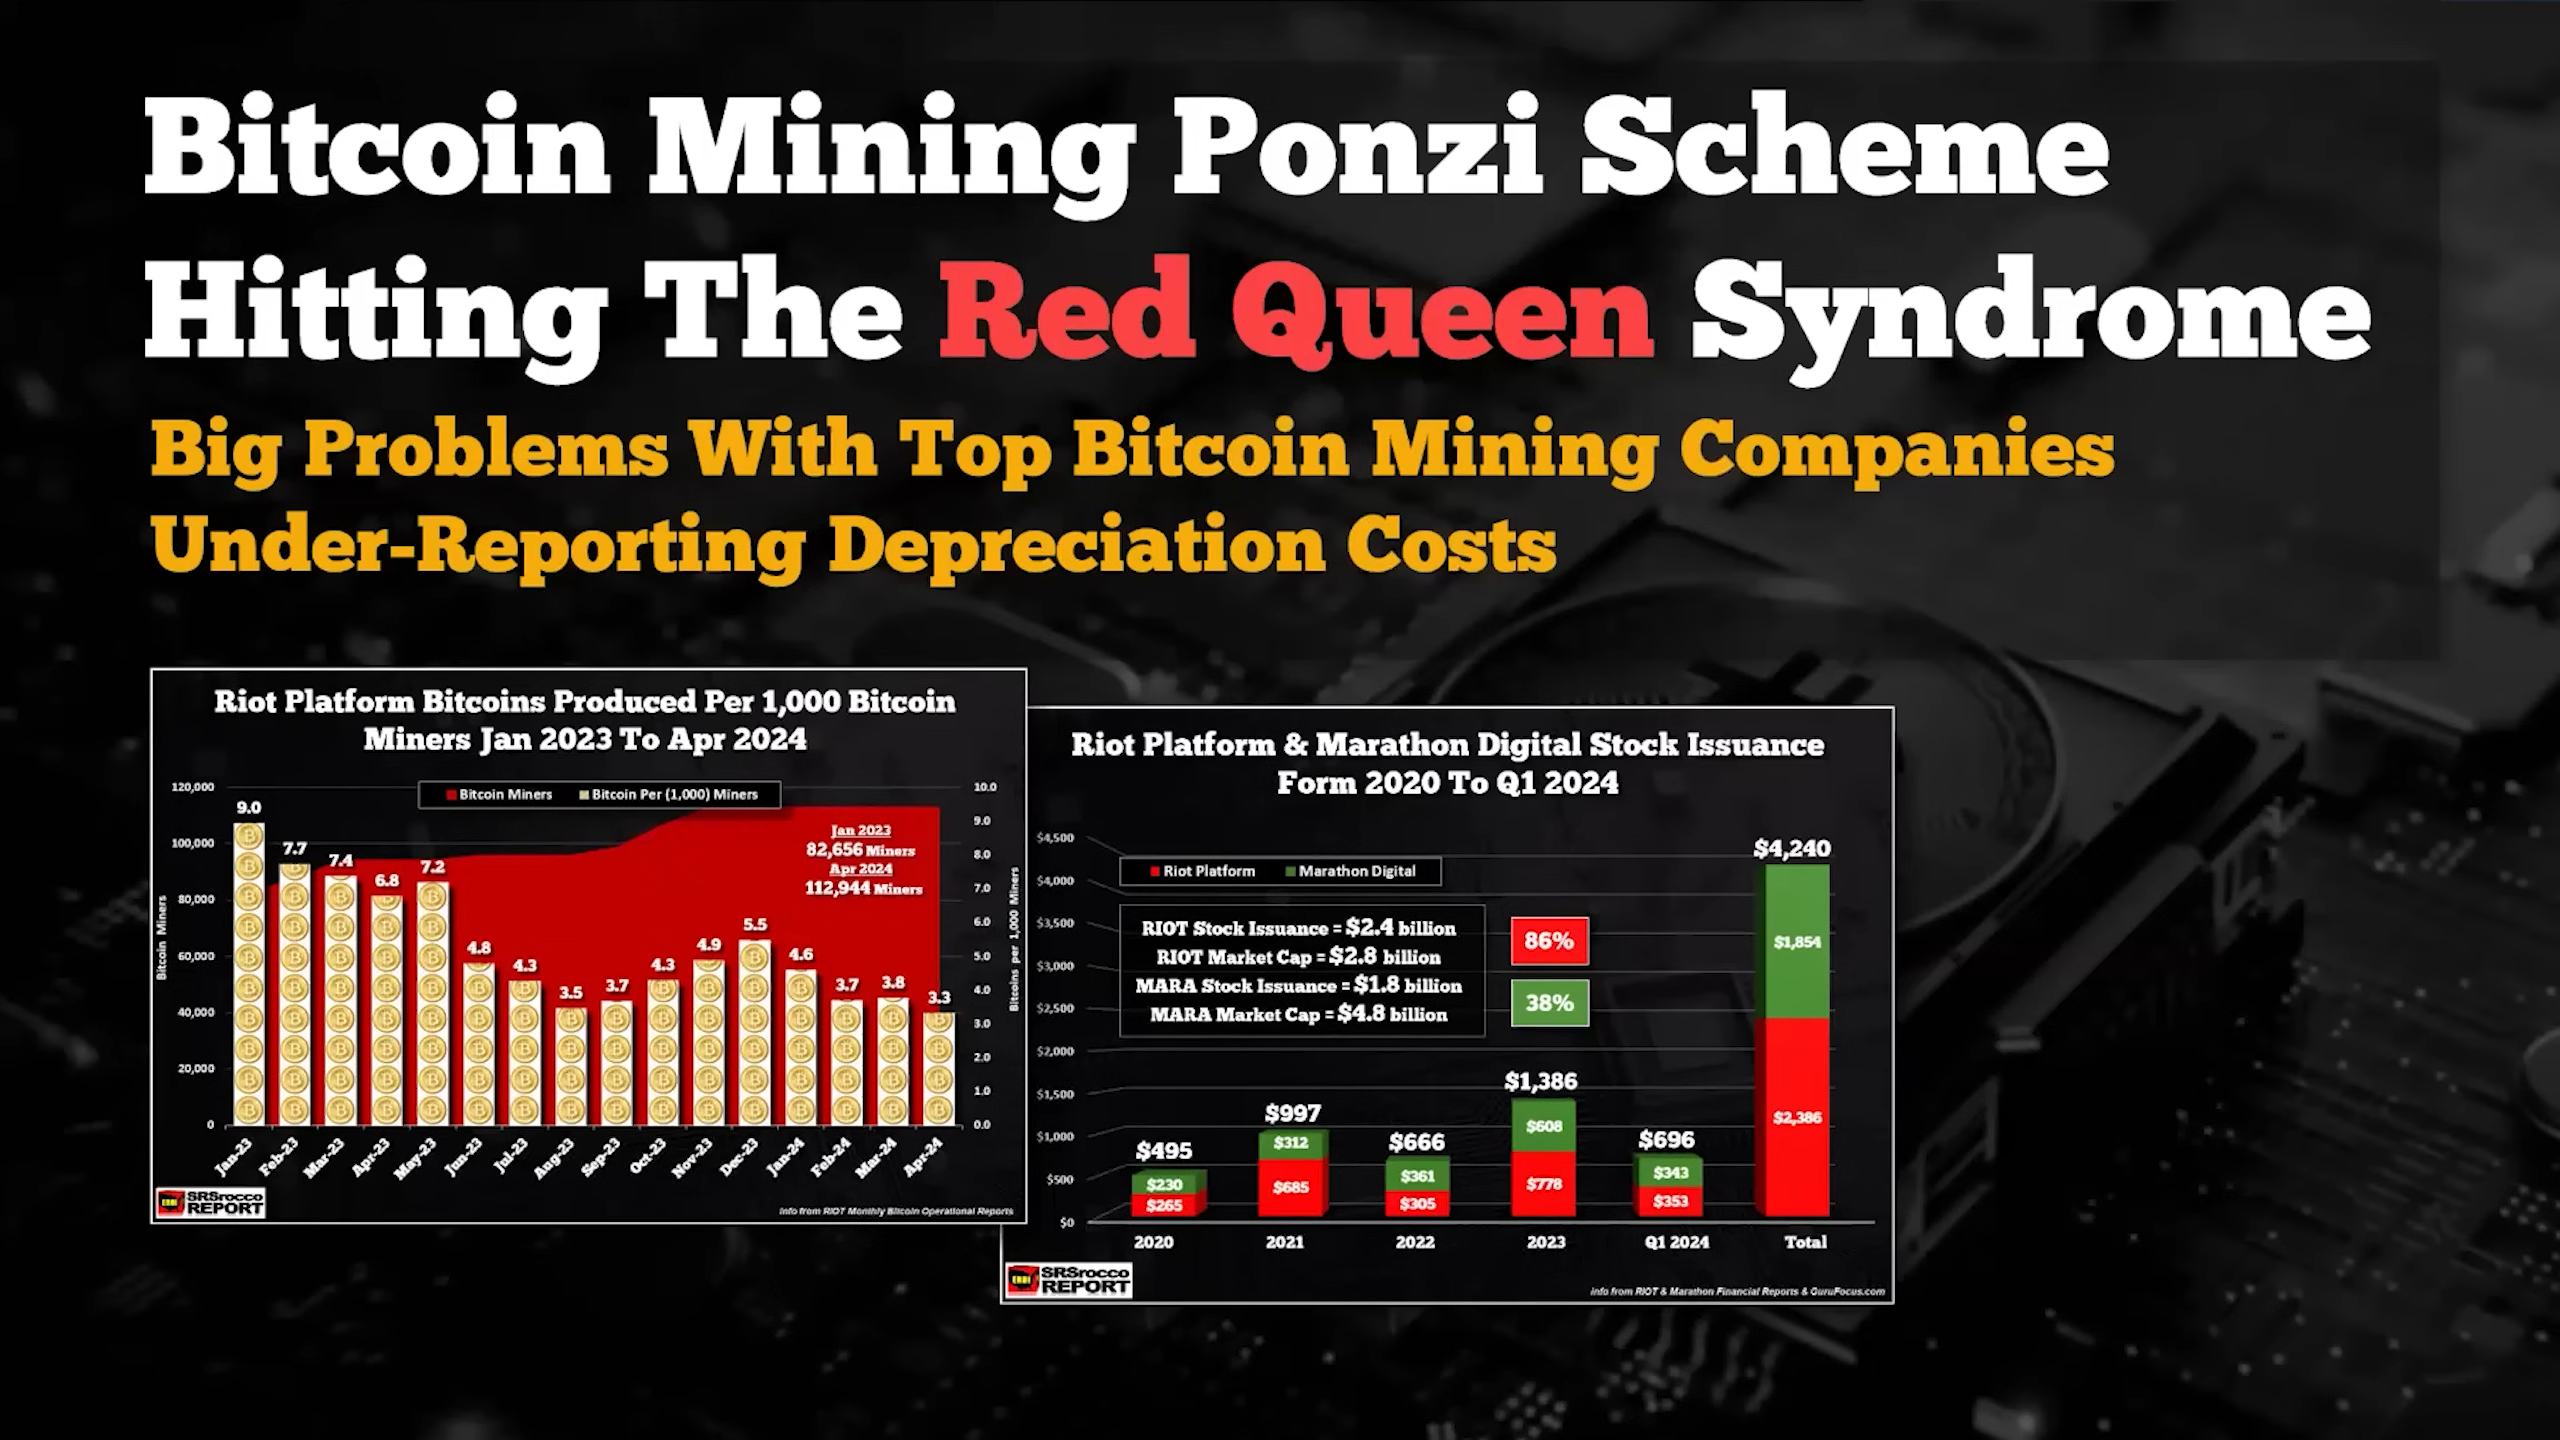 Bitcoin Mining Ponzi Scheme
Hitting The Red Queen Syndrome
Big Problems With Top Bitcoin Mining Companies
Under-Reporting Depreciation Costs
Riot Platform Bitcoins Produced Per 1,000 Bitcoin
Miners Jan 2023 To Apr 2024
Bitcoin Miners
Bitcoin Per (1,000) Miners
120,000
100,000
80,000
60,000
40,000
20,000
0
Bitcoin Miners
9.0
7.7
7.4
6.8
7.2
4.8
4.3
3.5
3.7
4.3
4.9
5.5
4.6
3.7
3.8
3.3
Jan 2023
82,656 Miners
Apr 2024
112,944 Miners
10.0
9.0
8.0
7.0
6.0
5.0
4.0
3.0
2.0
1.0
0.0
Bitcoins per 1,000 Miners
Jan-23
Feb-23
Mar-23
Apr-23
May-23
Jun-23
Jul-23
Aug-23
Sep-23
Oct-23
Nov-23
Dec-23
Jan-24
Feb-24
Mar-24
Apr-24
SRSrocco
REPORT
Info from RIOT Monthly Bitcoin Operational Reports
Riot Platform & Marathon Digital Stock Issuance
Form 2020 To Q1 2024
$4,500
$4,000
$3,500
$3,000
$2,500
$2,000
$1,500
$1,000
$500
$0
Riot Platform
Marathon Digital
RIOT Stock Issuance = $2.4 billion
RIOT Market Cap = $2.8 billion
MARA Stock Issuance = $1.8 billion
MARA Market Cap = $4.8 billion
86%
38%
$495
$230
$265
$997
$312
$685
$666
$361
$305
$1,386
$608
$778
$696
$343
$353
$4,240
$1,854
$2,386
2020
2021
2022
2023
Q1 2024
Total
SRSrocco
REPORT
info from RIOT & Marathon Financial Reports & GuruFocus.com